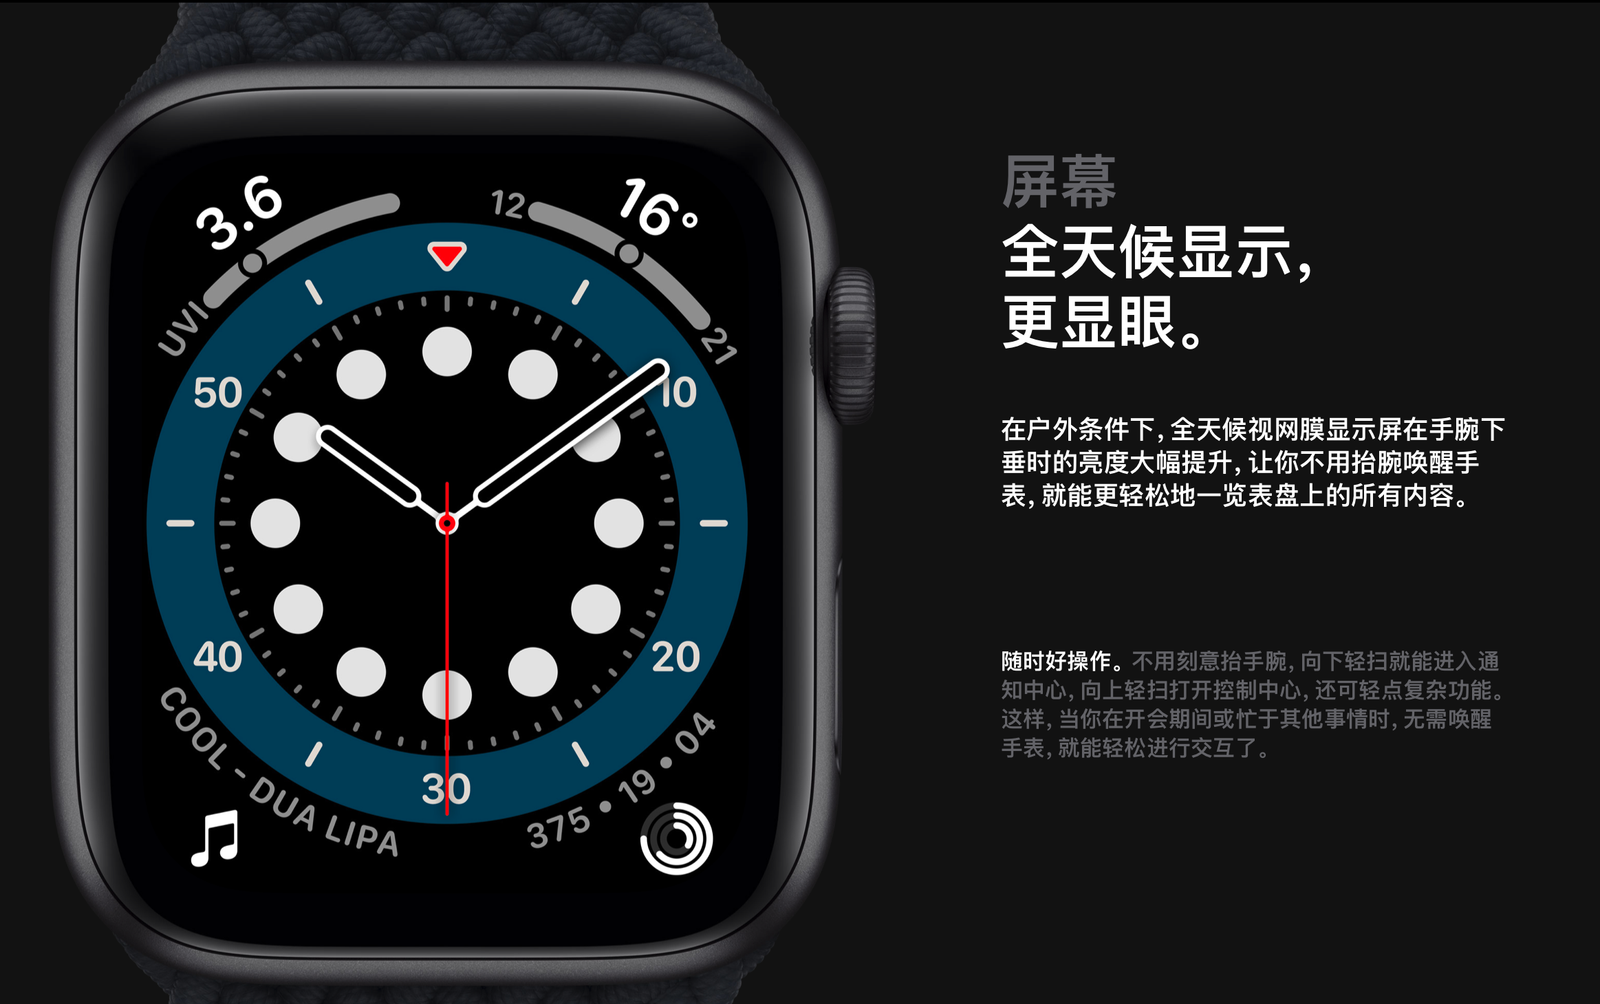 3.6
12
16°
UVI
21
50
10
40
20
30
COOL - DUA LIPA
375 • 19 • 04
屏幕
全天候显示，
更显眼。
在户外条件下，全天候视网膜显示屏在手腕下
垂时的亮度大幅提升，让你不用抬腕唤醒手
表，就能更轻松地一览表盘上的所有内容。
随时好操作。不用刻意抬手腕，向下轻扫就能进入通
知中心，向上轻扫打开控制中心，还可轻点复杂功能。
这样，当你在开会期间或忙于其他事情时，无需唤醒
手表，就能轻松进行交互了。